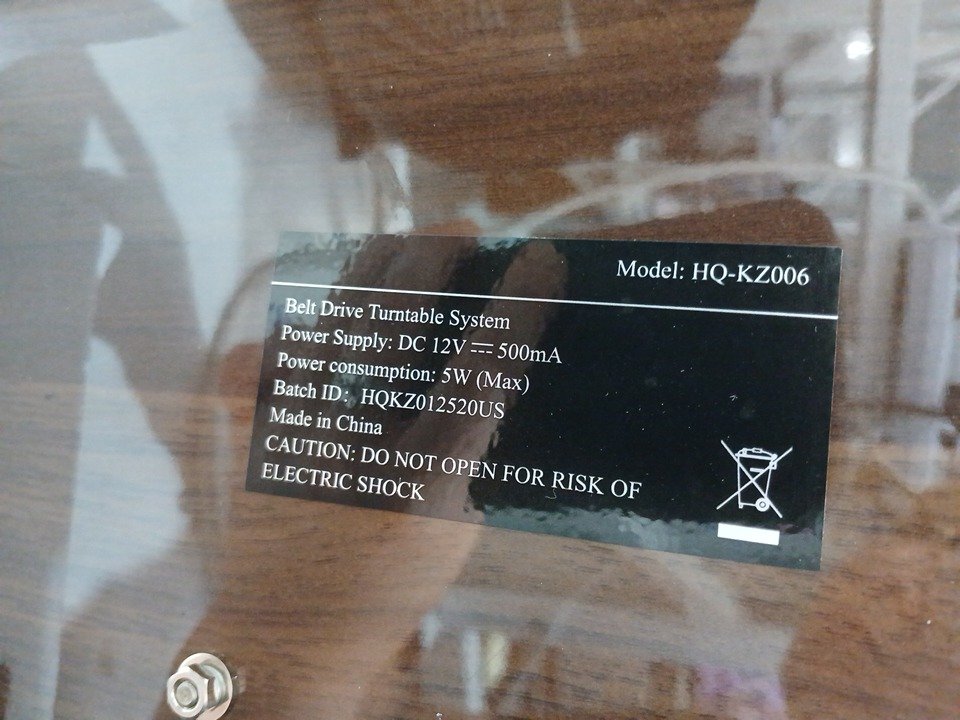 Model: HQ-KZ006
Belt Drive Turntable System
Power Supply: DC 12V ⎓ 500mA
Power consumption: 5W (Max)
Batch ID: HQKZ012520US
Made in China
CAUTION: DO NOT OPEN FOR RISK OF
ELECTRIC SHOCK